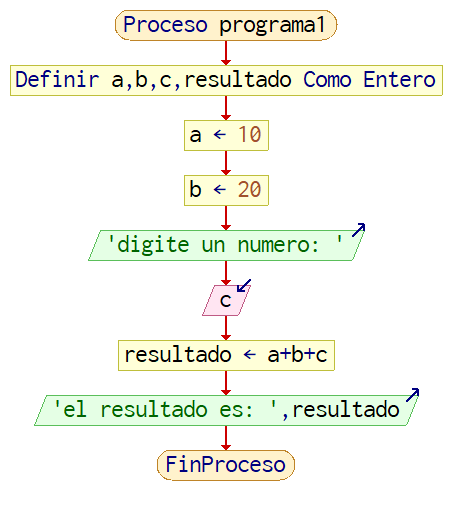 Proceso programa1
Definir a,b,c,resultado Como Entero
a ← 10
b ← 20
'digite un numero: '
c
resultado ← a+b+c
'el resultado es: ',resultado
FinProceso